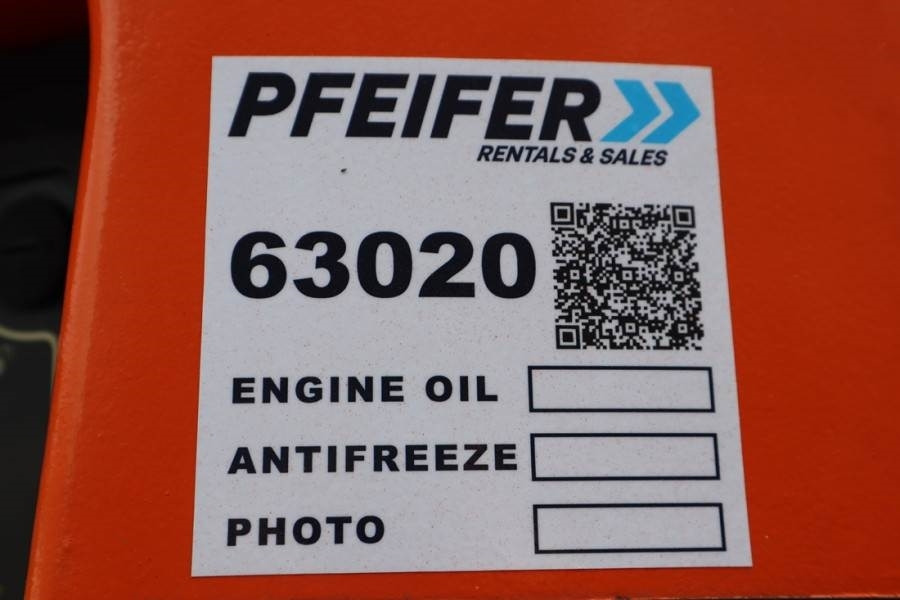 PFEIFER
RENTALS & SALES
63020
ENGINE OIL
ANTIFREEZE
PHOTO